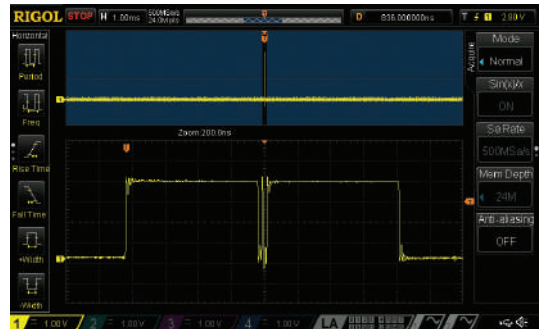 RIGOL STOP H 1.00ms 500MSa/s 24.0Mpts D 836.000000ns T 1 2.80V
Horizontal
Period
Freq
Rise Time
Fall Time
+Width
-Width
Zoom 200.0ns
Acquire
Mode
Normal
Sin(x)/x
ON
Sa Rate
500MSa/s
Mem Depth
24M
Anti-aliasing
OFF
1 = 1.00V 2 = 1.00V 3 = 1.00V 4 = 1.00V LA